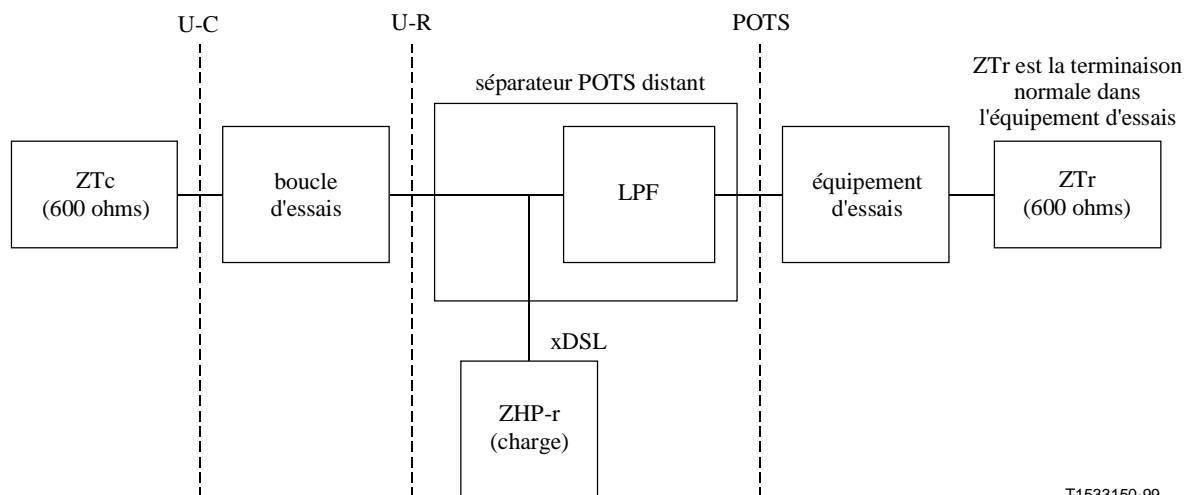 U-C
U-R
POTS
séparateur POTS distant
ZTr est la terminaison
normale dans
l'équipement d'essais
ZTc
(600 ohms)
boucle
d'essais
LPF
équipement
d'essais
ZTr
(600 ohms)
xDSL
ZHP-r
(charge)
T1533150-99